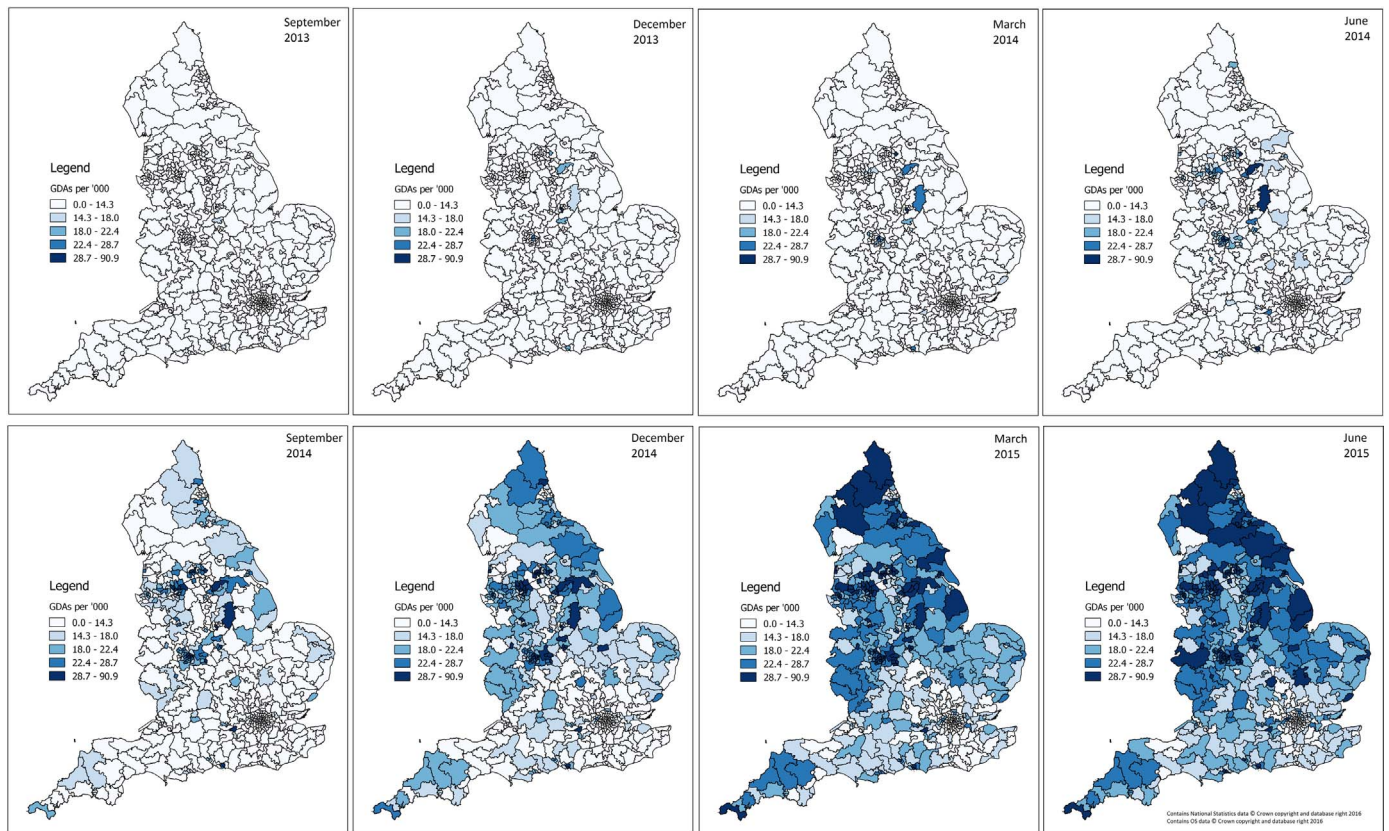 September
2013
Legend
GDAs per '000
0.0 - 14.3
14.3 - 18.0
18.0 - 22.4
22.4 - 28.7
28.7 - 90.9
December
2013
Legend
GDAs per '000
0.0 - 14.3
14.3 - 18.0
18.0 - 22.4
22.4 - 28.7
28.7 - 90.9
March
2014
Legend
GDAs per '000
0.0 - 14.3
14.3 - 18.0
18.0 - 22.4
22.4 - 28.7
28.7 - 90.9
June
2014
Legend
GDAs per '000
0.0 - 14.3
14.3 - 18.0
18.0 - 22.4
22.4 - 28.7
28.7 - 90.9
September
2014
Legend
GDAs per '000
0.0 - 14.3
14.3 - 18.0
18.0 - 22.4
22.4 - 28.7
28.7 - 90.9
December
2014
Legend
GDAs per '000
0.0 - 14.3
14.3 - 18.0
18.0 - 22.4
22.4 - 28.7
28.7 - 90.9
March
2015
Legend
GDAs per '000
0.0 - 14.3
14.3 - 18.0
18.0 - 22.4
22.4 - 28.7
28.7 - 90.9
June
2015
Legend
GDAs per '000
0.0 - 14.3
14.3 - 18.0
18.0 - 22.4
22.4 - 28.7
28.7 - 90.9
Contains National Statistics data © Crown copyright and database right 2016
Contains OS data © Crown copyright and database right 2016